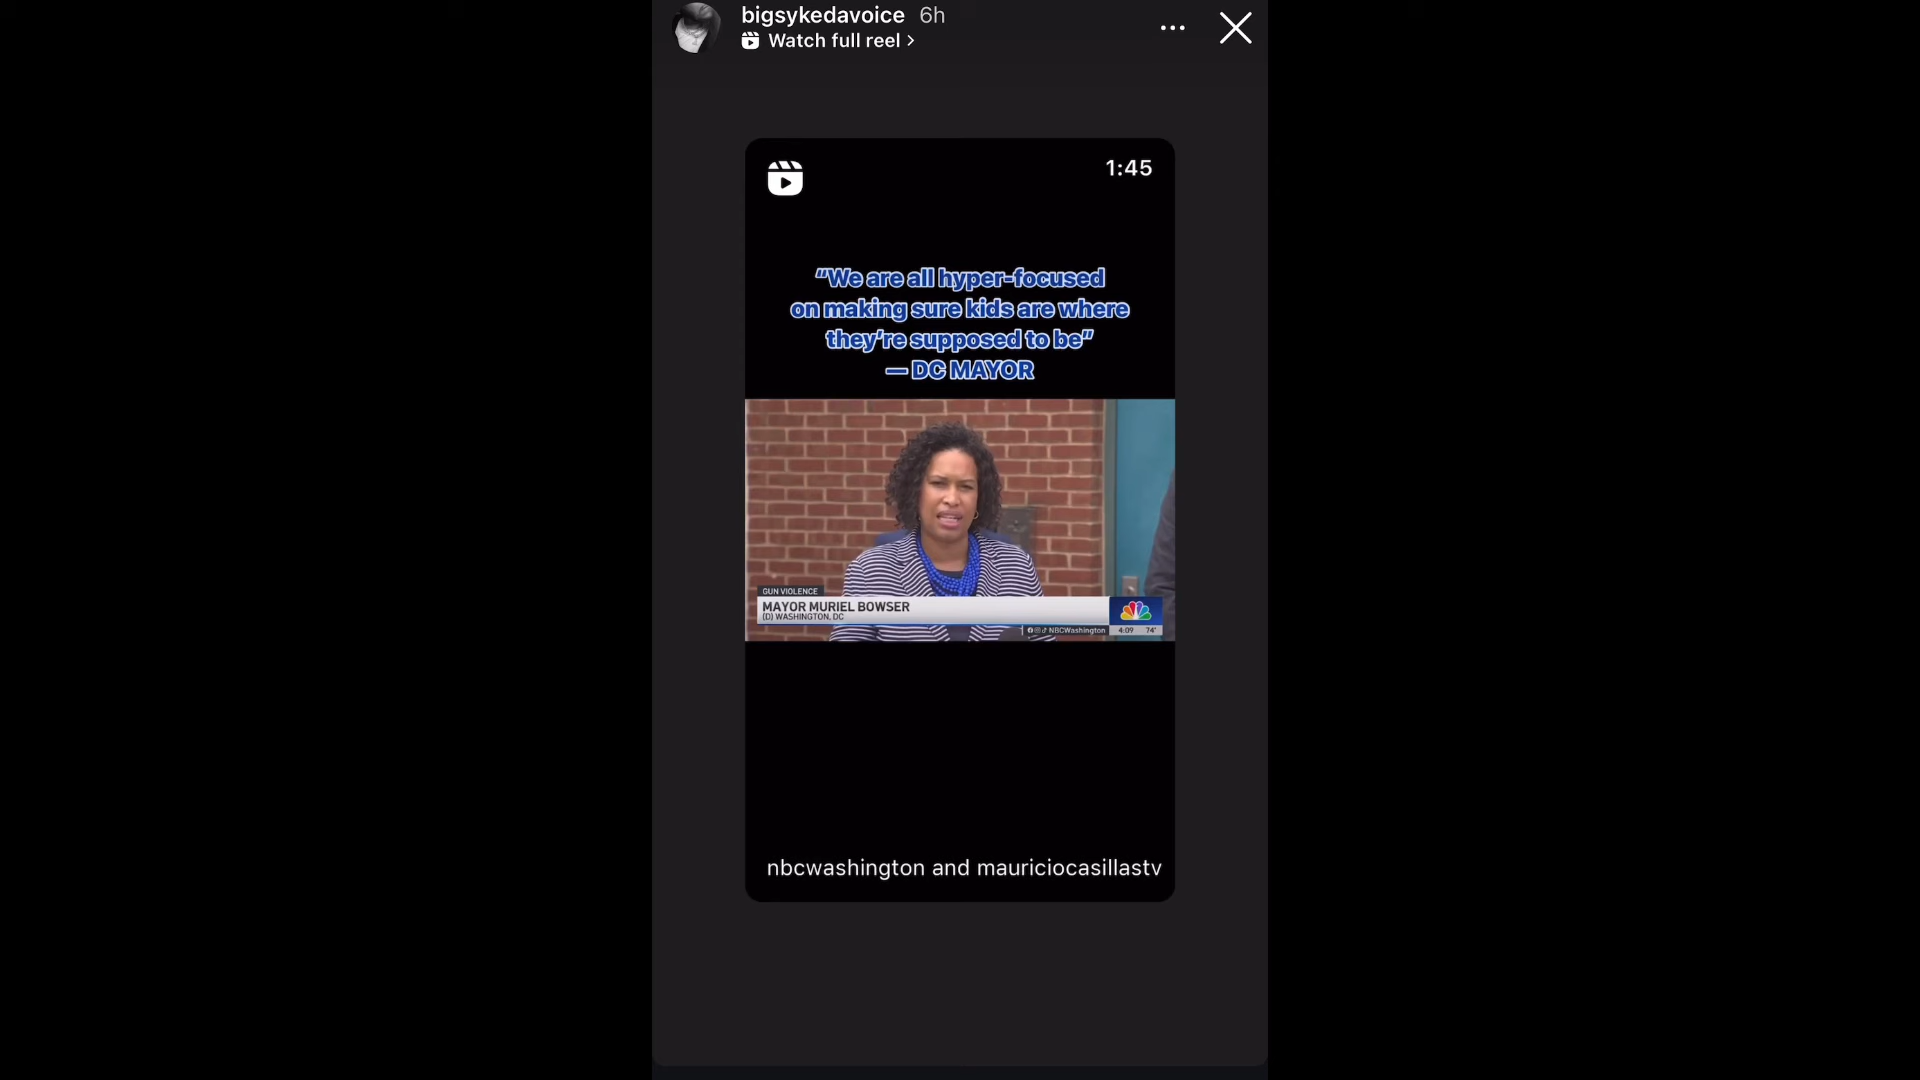 bigsykedavoice 6h
Watch full reel >
1:45
“We are all hyper-focused
on making sure kids are where
they’re supposed to be”
— DC MAYOR
GUN VIOLENCE
MAYOR MURIEL BOWSER
(D) WASHINGTON, DC
NBCWashington
4:09 74°
nbcwashington and mauriciocasillastv